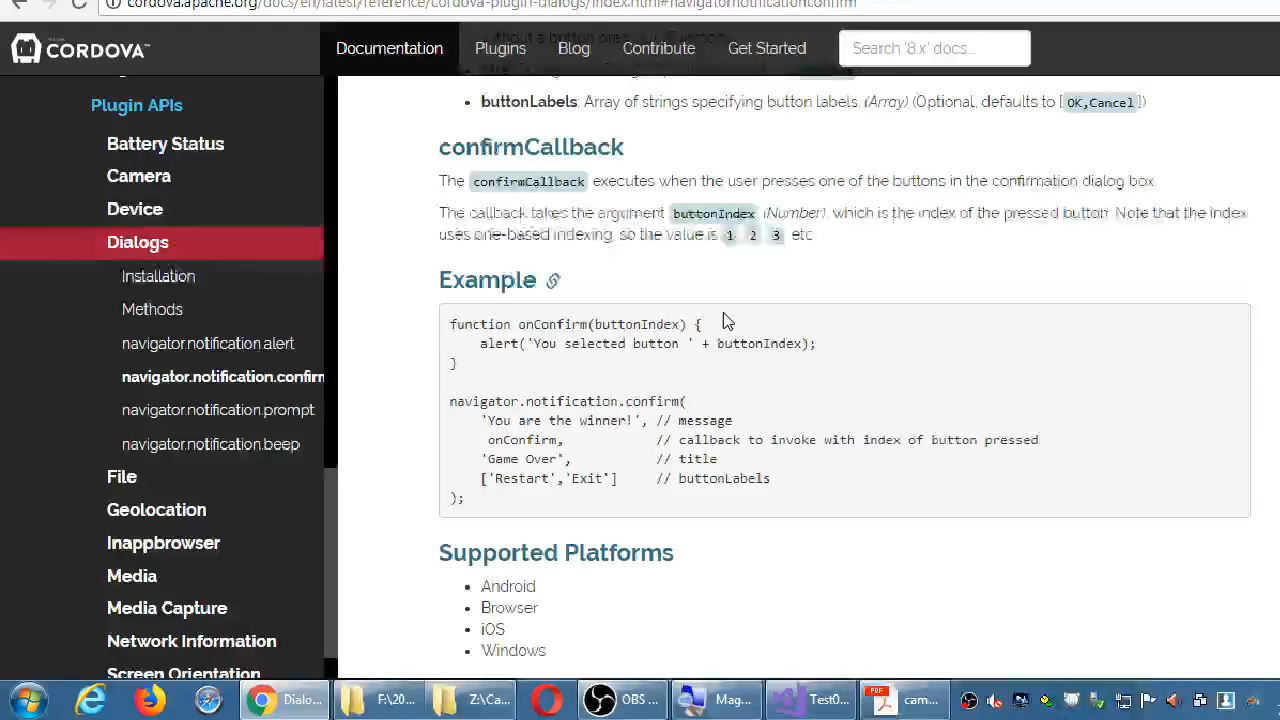 cordova.apache.org/docs/en/latest/reference/cordova-plugin-dialogs/index.html#navigatornotificationconfirm
CORDOVA™
Documentation
Plugins
Blog
Contribute
Get Started
Search '8.x' docs...
Plugin APIs
Battery Status
Camera
Device
Dialogs
Installation
Methods
navigator.notification.alert
navigator.notification.confirm
navigator.notification.prompt
navigator.notification.beep
File
Geolocation
Inappbrowser
Media
Media Capture
Network Information
Screen Orientation
buttonLabels: Array of strings specifying button labels. (Array) (Optional, defaults to [OK,Cancel])
confirmCallback
The confirmCallback executes when the user presses one of the buttons in the confirmation dialog box.
The callback takes the argument buttonIndex (Number), which is the index of the pressed button. Note that the index
uses one-based indexing, so the value is 1, 2, 3, etc.
Example
function onConfirm(buttonIndex) {
alert('You selected button ' + buttonIndex);
}
navigator.notification.confirm(
'You are the winner!', // message
onConfirm, // callback to invoke with index of button pressed
'Game Over', // title
['Restart','Exit'] // buttonLabels
);
Supported Platforms
Android
Browser
iOS
Windows
Dialo...
F:\20...
Z:\Ca...
OBS ...
Mag...
Test0...
PDF
cam...